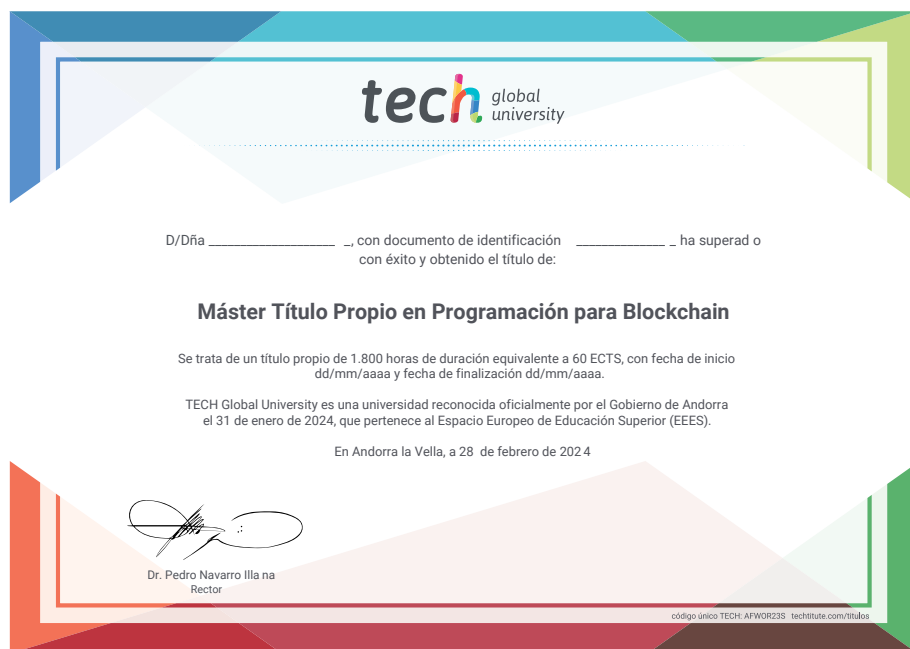 tech global
university
D/Dña ____________________ _, con documento de identificación ______________ _ ha superad o
con éxito y obtenido el título de:
Máster Título Propio en Programación para Blockchain
Se trata de un título propio de 1.800 horas de duración equivalente a 60 ECTS, con fecha de inicio
dd/mm/aaaa y fecha de finalización dd/mm/aaaa.
TECH Global University es una universidad reconocida oficialmente por el Gobierno de Andorra
el 31 de enero de 2024, que pertenece al Espacio Europeo de Educación Superior (EEES).
En Andorra la Vella, a 28 de febrero de 2024
Dr. Pedro Navarro Illa na
Rector
código único TECH: AFWOR23S techtitute.com/titulos